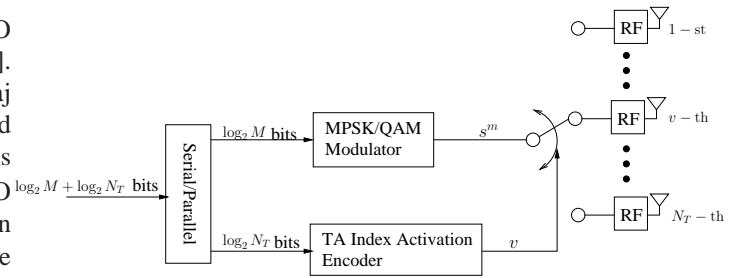 O
].
aj
d
s
O
n
e
log₂ M + log₂ N_T bits
Serial/Parallel
log₂ M bits
MPSK/QAM
Modulator
s^m
log₂ N_T bits
TA Index Activation
Encoder
v
RF
1 − st
RF
v − th
RF
N_T − th